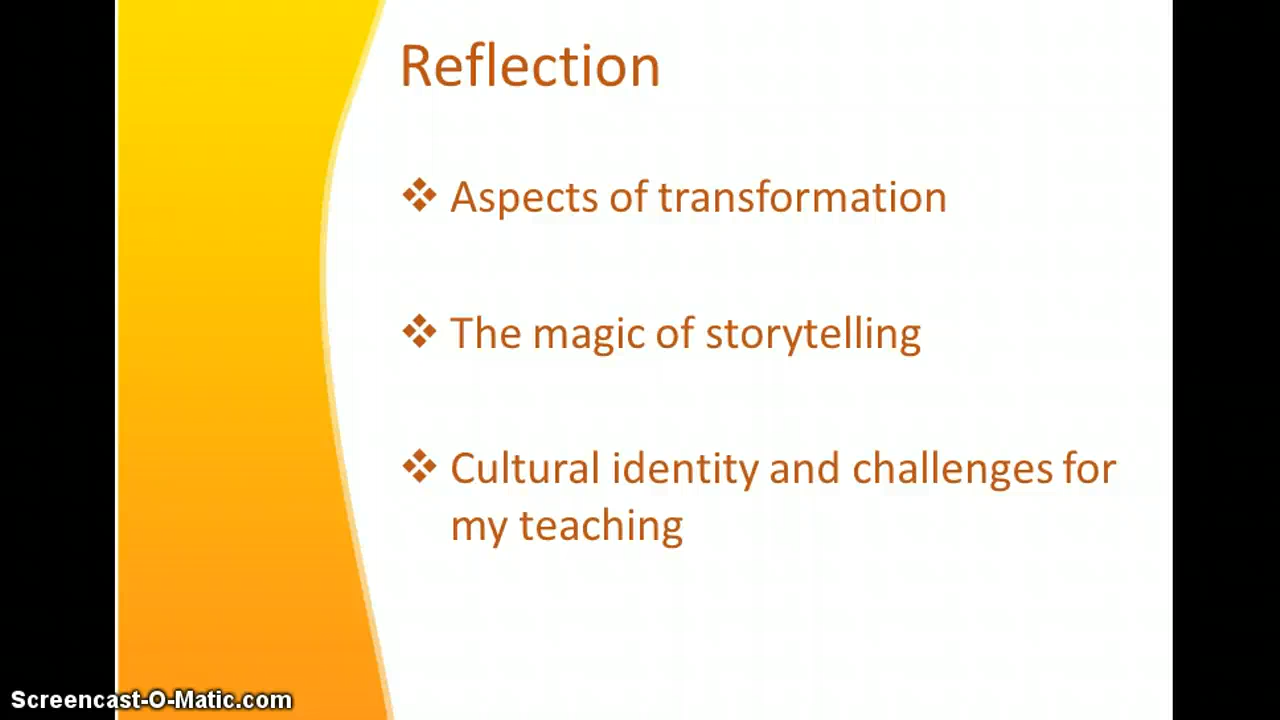 Reflection
❖ Aspects of transformation
❖ The magic of storytelling
❖ Cultural identity and challenges for
my teaching
Screencast-O-Matic.com